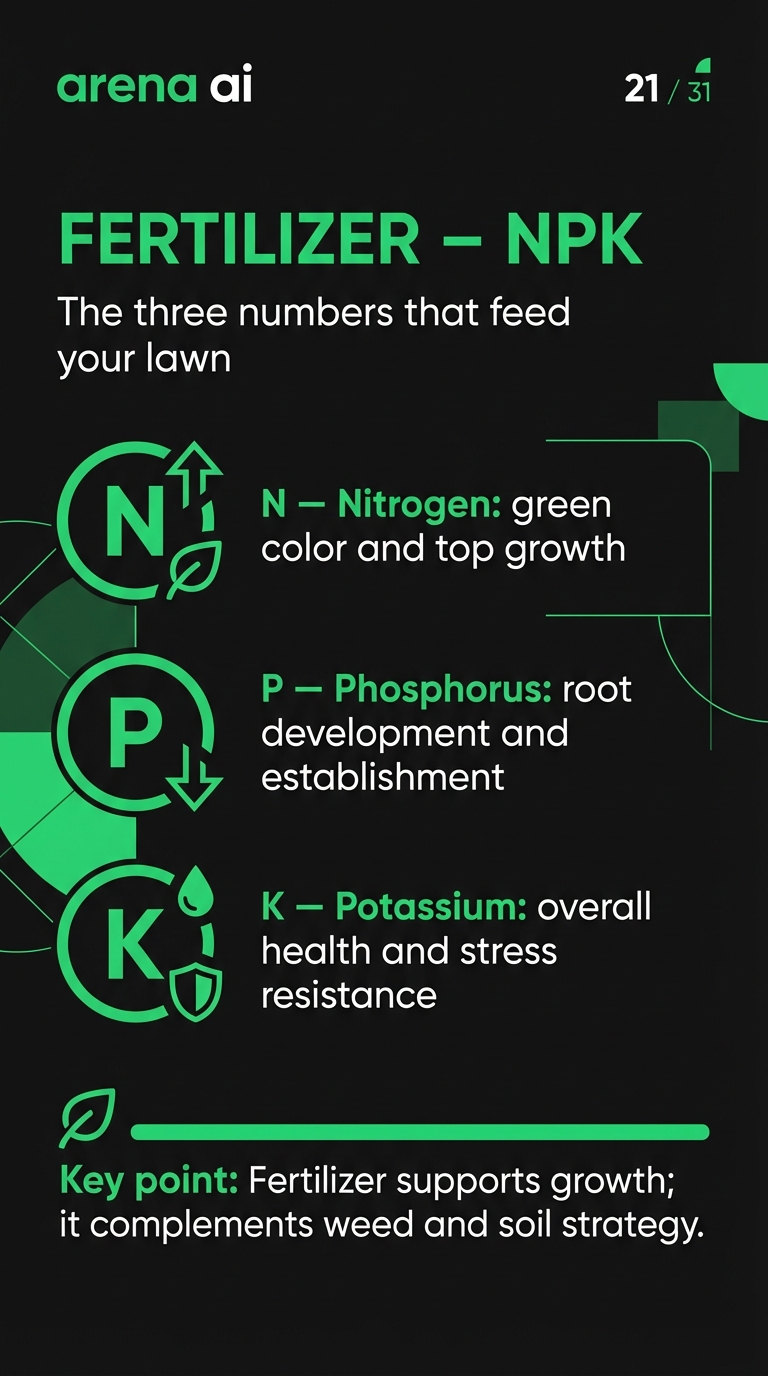 arena ai
21 / 31
FERTILIZER – NPK
The three numbers that feed
your lawn
N
N — Nitrogen: green
color and top growth
P
P — Phosphorus: root
development and
establishment
K
K — Potassium: overall
health and stress
resistance
Key point: Fertilizer supports growth;
it complements weed and soil strategy.